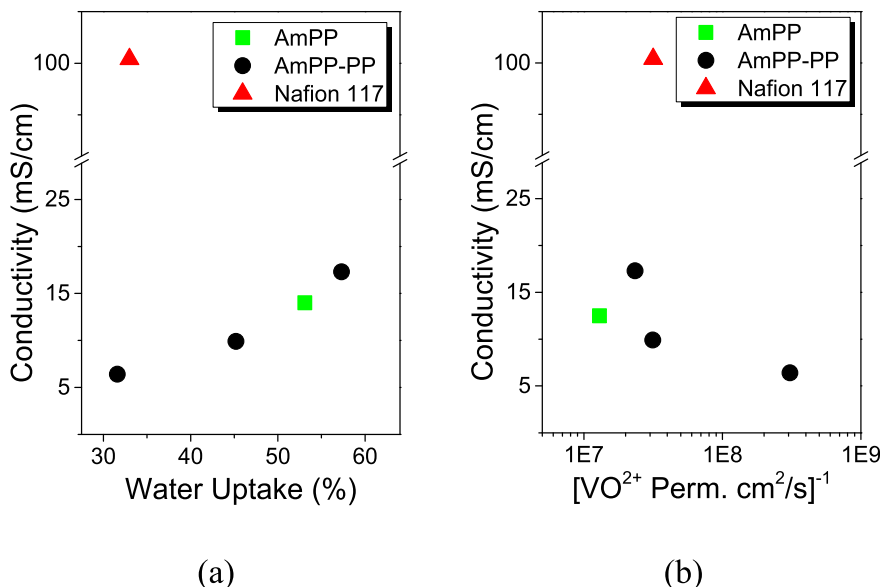 AmPP
AmPP-PP
Nafion 117
100
25
15
5
30 40 50 60
Conductivity (mS/cm)
Water Uptake (%)
(a)
AmPP
AmPP-PP
Nafion 117
100
25
15
5
1E7 1E8 1E9
Conductivity (mS/cm)
[VO²⁺ Perm. cm²/s]⁻¹
(b)